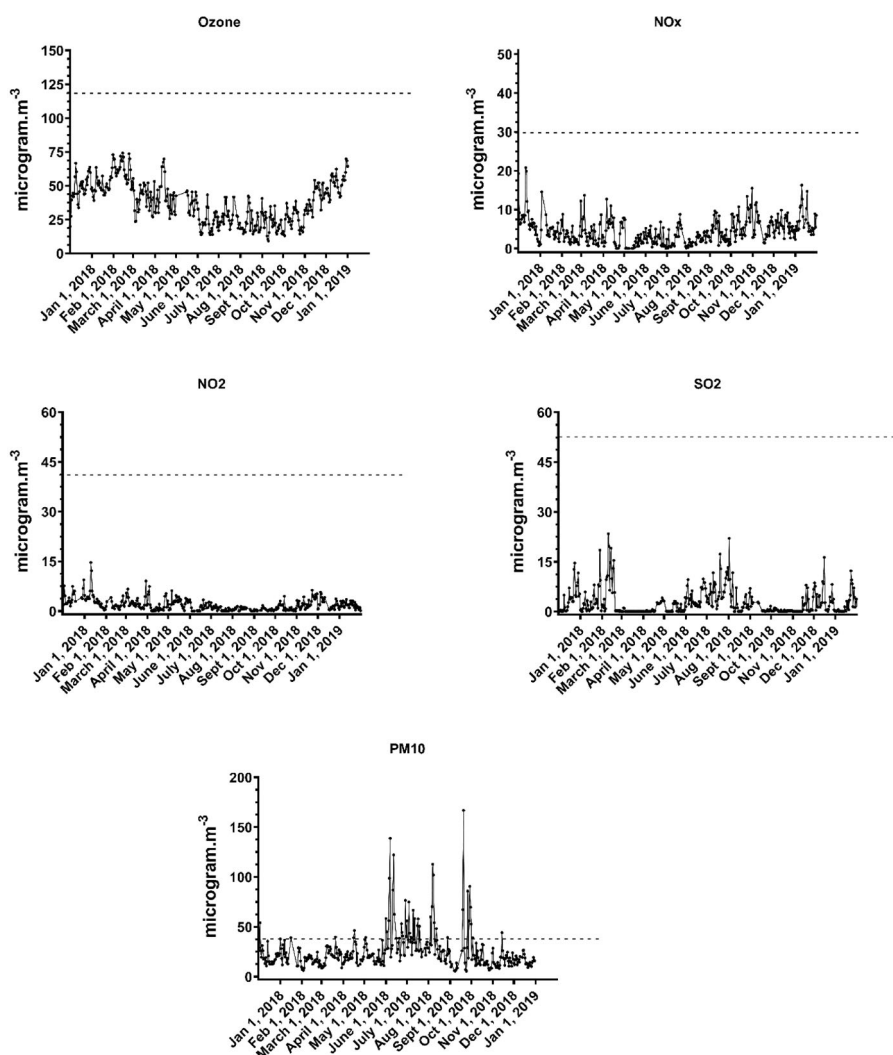 Ozone
microgram.m-3
150
125
100
75
50
25
0
Jan 1, 2018
Feb 1, 2018
March 1, 2018
April 1, 2018
May 1, 2018
June 1, 2018
July 1, 2018
Aug 1, 2018
Sept 1, 2018
Oct 1, 2018
Nov 1, 2018
Dec 1, 2018
Jan 1, 2019
NOx
microgram.m-3
50
40
30
20
10
0
Jan 1, 2018
Feb 1, 2018
March 1, 2018
April 1, 2018
May 1, 2018
June 1, 2018
July 1, 2018
Aug 1, 2018
Sept 1, 2018
Oct 1, 2018
Nov 1, 2018
Dec 1, 2018
Jan 1, 2019
NO2
microgram.m-3
60
45
30
15
0
Jan 1, 2018
Feb 1, 2018
March 1, 2018
April 1, 2018
May 1, 2018
June 1, 2018
July 1, 2018
Aug 1, 2018
Sept 1, 2018
Oct 1, 2018
Nov 1, 2018
Dec 1, 2018
Jan 1, 2019
SO2
microgram.m-3
60
45
30
15
0
Jan 1, 2018
Feb 1, 2018
March 1, 2018
April 1, 2018
May 1, 2018
June 1, 2018
July 1, 2018
Aug 1, 2018
Sept 1, 2018
Oct 1, 2018
Nov 1, 2018
Dec 1, 2018
Jan 1, 2019
PM10
microgram.m-3
200
150
100
50
0
Jan 1, 2018
Feb 1, 2018
March 1, 2018
April 1, 2018
May 1, 2018
June 1, 2018
July 1, 2018
Aug 1, 2018
Sept 1, 2018
Oct 1, 2018
Nov 1, 2018
Dec 1, 2018
Jan 1, 2019